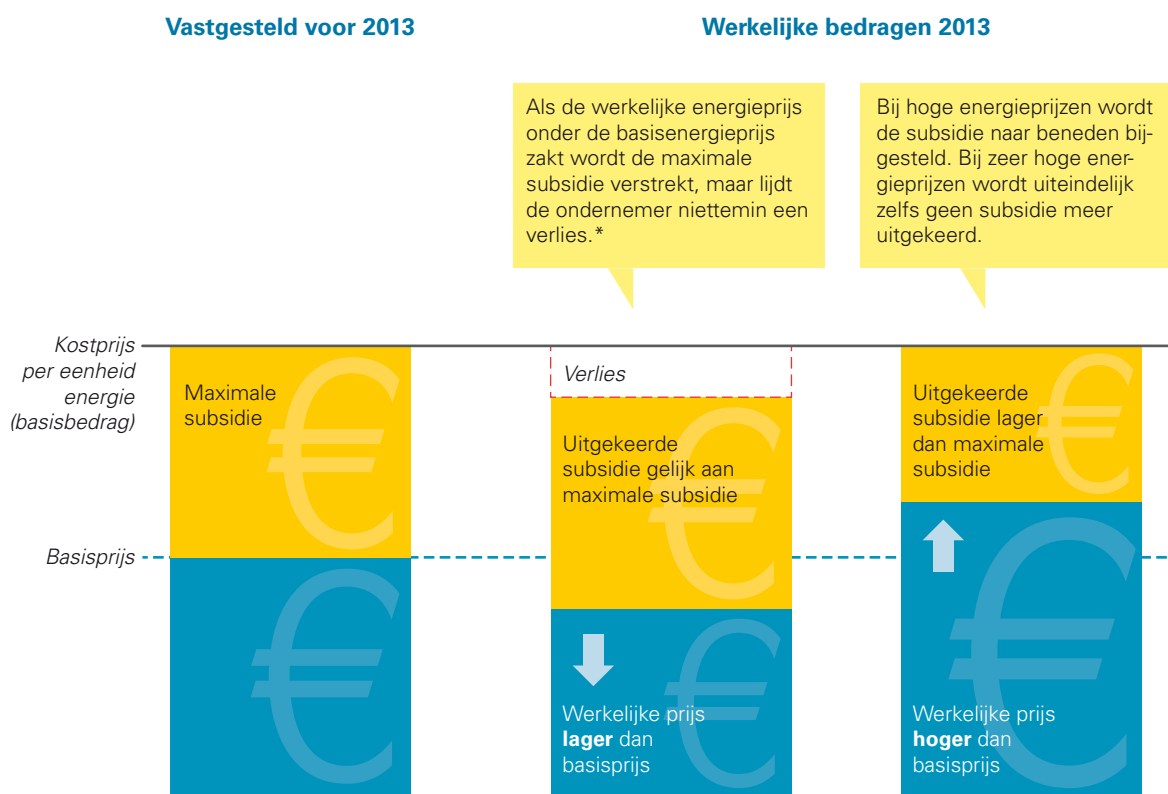 Vastgesteld voor 2013
Werkelijke bedragen 2013
Als de werkelijke energieprijs
onder de basisenergieprijs
zakt wordt de maximale
subsidie verstrekt, maar lijdt
de ondernemer niettemin een
verlies.*
Bij hoge energieprijzen wordt
de subsidie naar beneden bij-
gesteld. Bij zeer hoge ener-
gieprijzen wordt uiteindelijk
zelfs geen subsidie meer
uitgekeerd.
Kostprijs
per eenheid
energie
(basisbedrag)
Basisprijs
Maximale
subsidie
€
€
Verlies
Uitgekeerde
subsidie gelijk aan
maximale subsidie
€
Werkelijke prijs
lager dan
basisprijs
€
Uitgekeerde
subsidie lager
dan maximale
subsidie
€
Werkelijke prijs
hoger dan
basisprijs
€